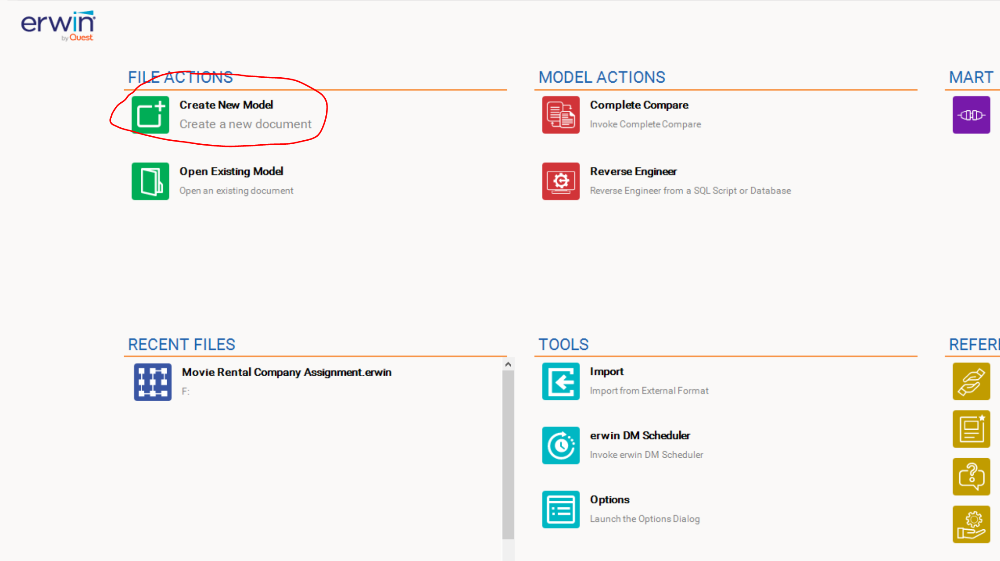 erwin
by Quest
FILE ACTIONS
Create New Model
Create a new document
Open Existing Model
Open an existing document
MODEL ACTIONS
Complete Compare
Invoke Complete Compare
Reverse Engineer
Reverse Engineer from a SQL Script or Database
MART
RECENT FILES
Movie Rental Company Assignment.erwin
F:
TOOLS
Import
Import from External Format
erwin DM Scheduler
Invoke erwin DM Scheduler
Options
Launch the Options Dialog